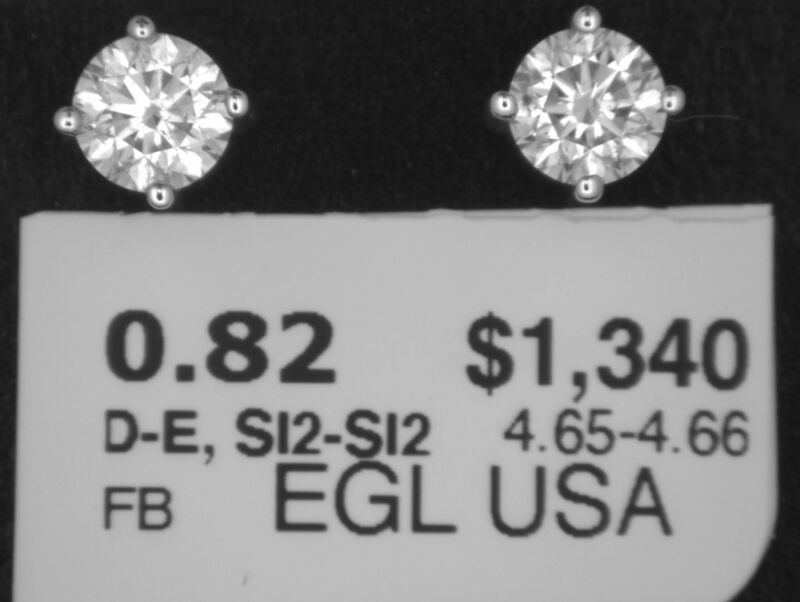 0.82 $1,340
D-E, SI2-SI2 4.65-4.66
FB EGL USA